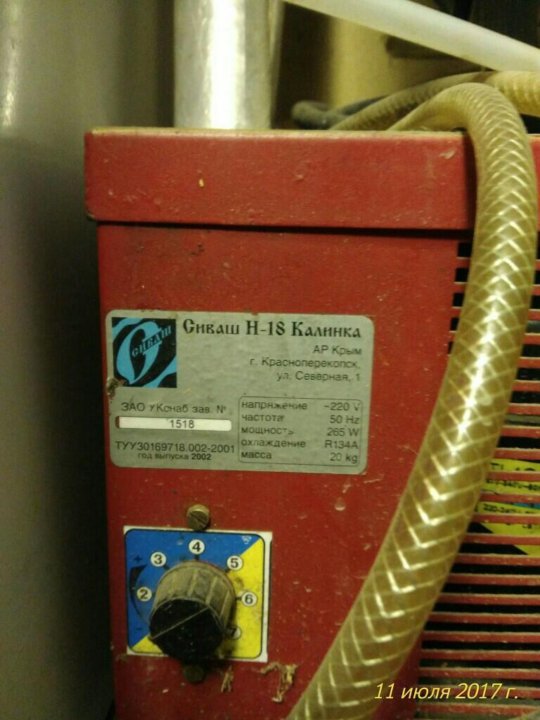 Сиваш Н-18 Калинка
СИВАШ
АР Крым
г. Красноперекопск,
ул. Северная, 1
ЗАО УКснаб зав. №
1518
ТУУ30169718.002-2001
год выпуска 2002
напряжение ~220 V
частота 50 Hz
мощность 265 W
охлаждение R134A
масса 20 kg
+
2
3
4
5
6
7
11 июля 2017 г.